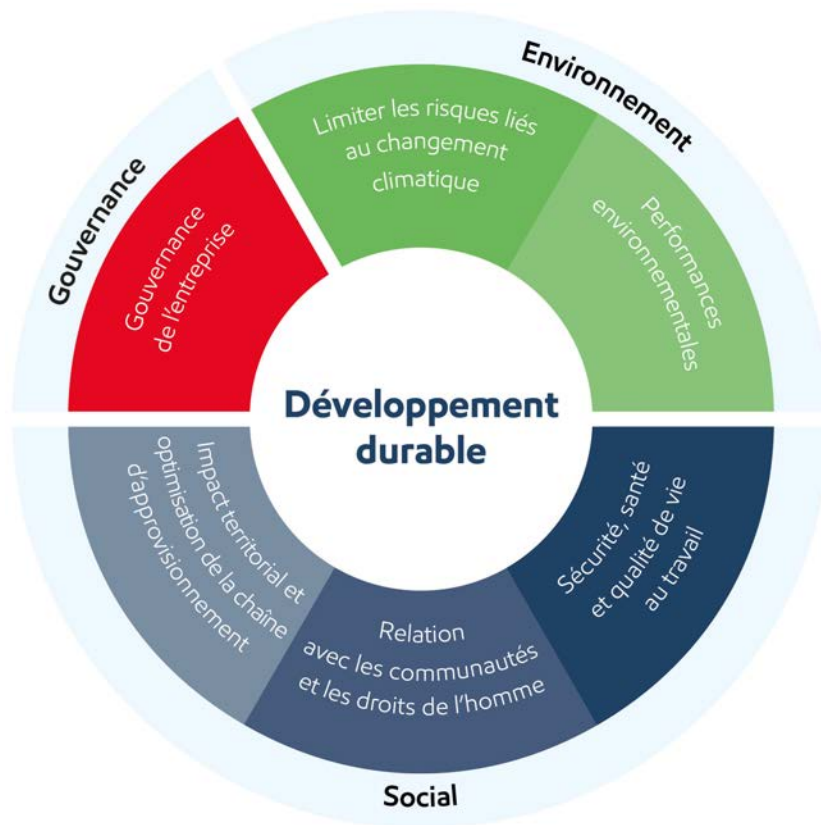 Environnement
Limiter les risques liés
au changement
climatique
Performances
environnementales
Gouvernance
Gouvernance
de l'entreprise
Développement
durable
Sécurité, santé
et qualité de vie
au travail
Relation
avec les communautés
et les droits de l'homme
Impact territorial et
optimisation de la chaîne
d'approvisionnement
Social